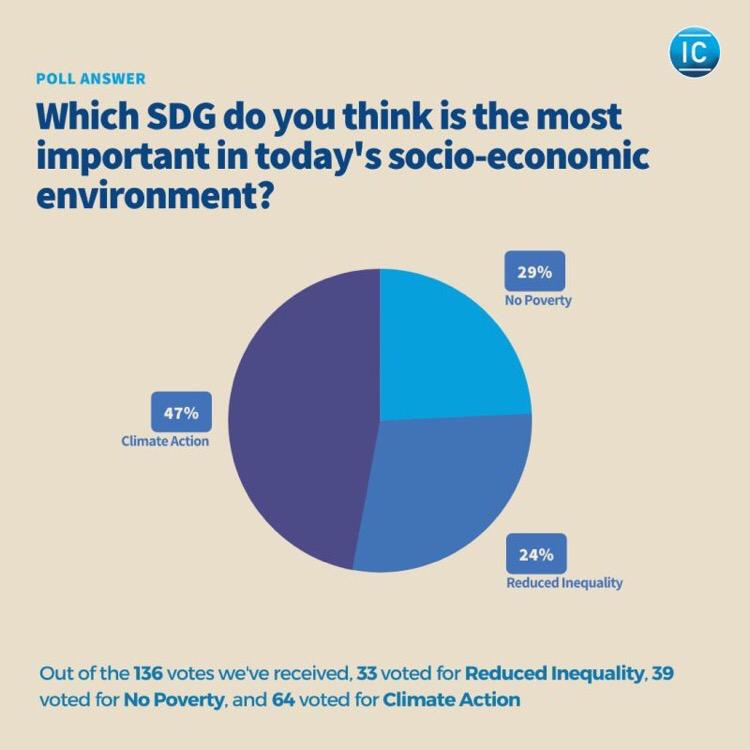 IC
POLL ANSWER
Which SDG do you think is the most
important in today's socio-economic
environment?
29%
No Poverty
47%
Climate Action
24%
Reduced Inequality
Out of the 136 votes we've received, 33 voted for Reduced Inequality, 39
voted for No Poverty, and 64 voted for Climate Action